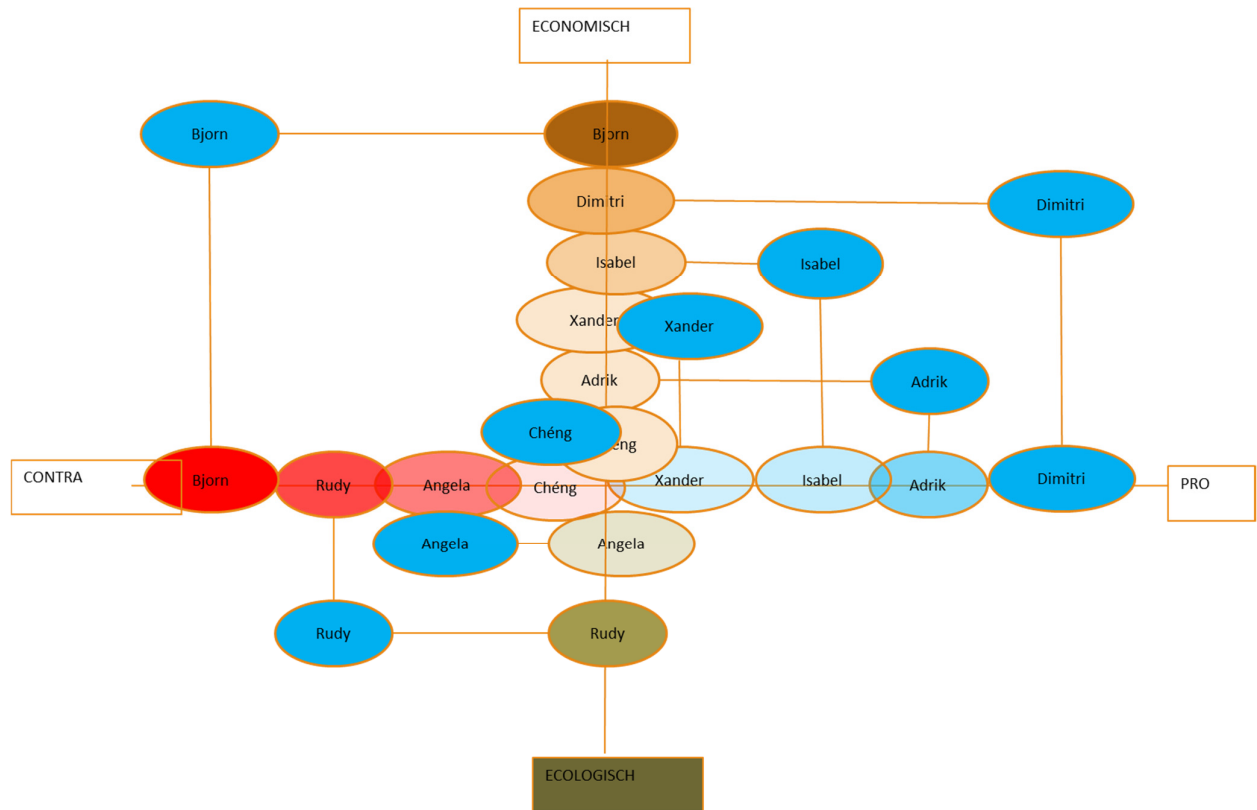 ECONOMISCH
Bjorn
Bjorn
Dimitri
Dimitri
Isabel
Isabel
Xander
Xander
Adrik
Adrik
Chéng
CONTRA
Bjorn
Rudy
Angela
Chéng
Xander
Isabel
Adrik
Dimitri
PRO
Angela
Angela
Rudy
Rudy
ECOLOGISCH